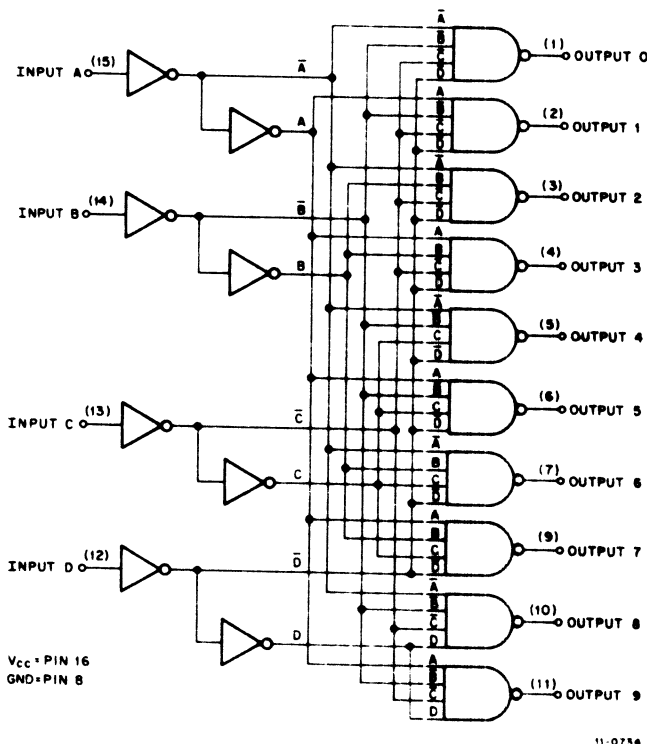 INPUT A (15)
Ā
A
INPUT B (14)
B̄
B
INPUT C (13)
C̄
C
INPUT D (12)
D̄
D
VCC = PIN 16
GND = PIN 8
Ā
B̄
C̄
D̄
(1) OUTPUT 0
A
B̄
C̄
D̄
(2) OUTPUT 1
Ā
B
C̄
D̄
(3) OUTPUT 2
A
B
C̄
D̄
(4) OUTPUT 3
Ā
B̄
C
D̄
(5) OUTPUT 4
A
B̄
C
D̄
(6) OUTPUT 5
Ā
B
C
D̄
(7) OUTPUT 6
A
B
C
D̄
(9) OUTPUT 7
Ā
B̄
C̄
D
(10) OUTPUT 8
A
B̄
C̄
D
(11) OUTPUT 9
11-0734